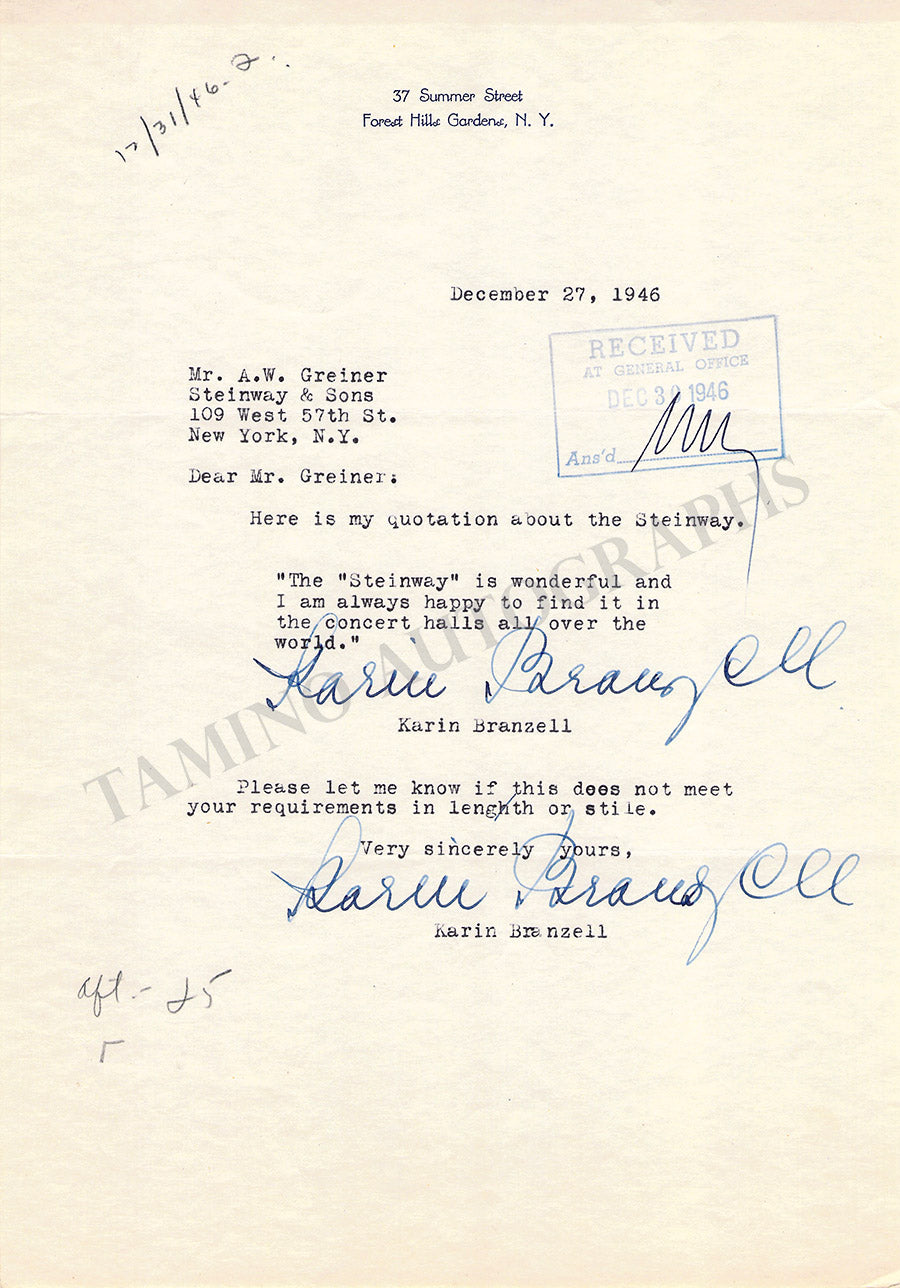 12/31/46-2..
37 Summer Street
Forest Hills Gardens, N. Y.
December 27, 1946
RECEIVED
AT GENERAL OFFICE
DEC 30 1946
Ans'd
Mr. A.W. Greiner
Steinway & Sons
109 West 57th St.
New York, N.Y.
Dear Mr. Greiner:
Here is my quotation about the Steinway.
"The "Steinway" is wonderful and
I am always happy to find it in
the concert halls all over the
world."
Karin Branzell
Karin Branzell
Please let me know if this does not meet
your requirements in lenghth or stile.
Very sincerely yours,
Karin Branzell
Karin Branzell
TAMINO AUTOGRAPHS